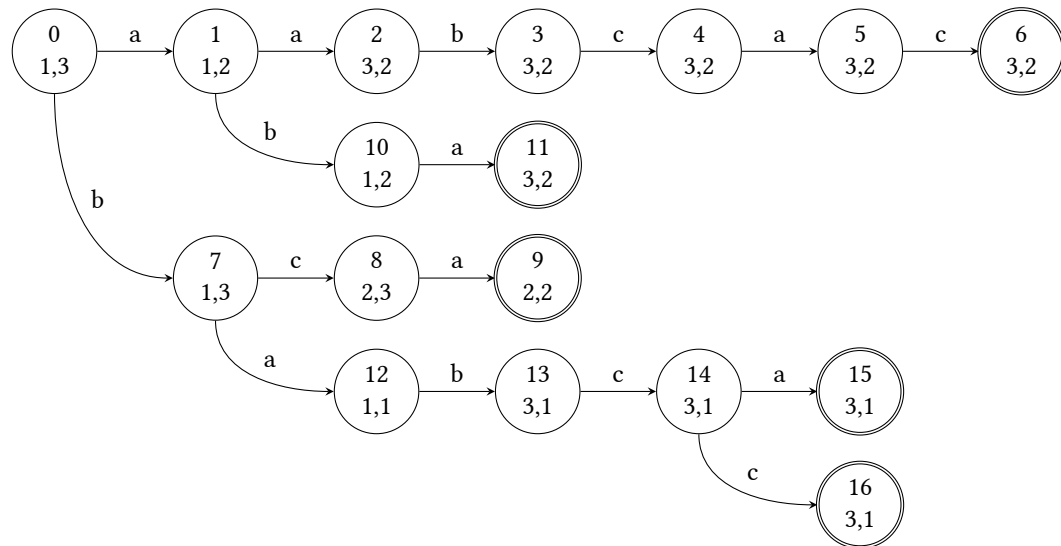 0 a 1 a 2 b 3 c 4 a 5 c 6
1,3 1,2 3,2 3,2 3,2 3,2 3,2
b 10 a 11
1,2 3,2
b
7 c 8 a 9
1,3 2,3 2,2
a 12 b 13 c 14 a 15
1,1 3,1 3,1 3,1
c 16
3,1